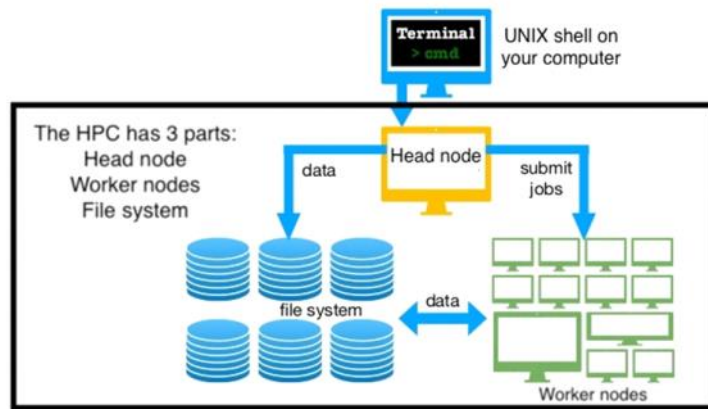 Terminal
> cmd
UNIX shell on
your computer
The HPC has 3 parts:
Head node
Worker nodes
File system
Head node
data
submit
jobs
file system
data
Worker nodes